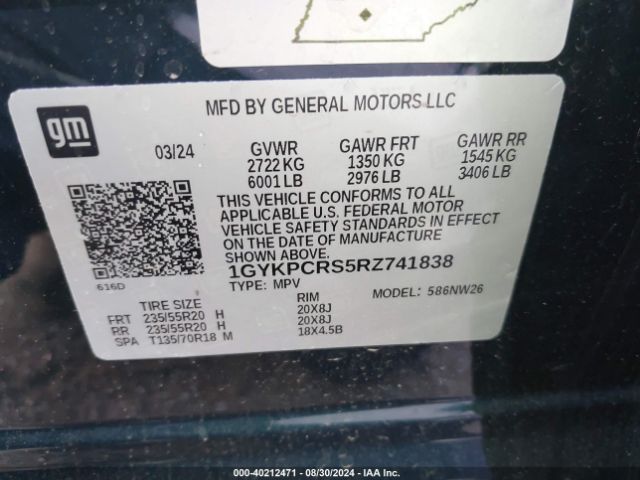 gm
MFD BY GENERAL MOTORS LLC
03/24 GVWR GAWR FRT GAWR RR
2722 KG 1350 KG 1545 KG
6001 LB 2976 LB 3406 LB
THIS VEHICLE CONFORMS TO ALL
APPLICABLE U.S. FEDERAL MOTOR
VEHICLE SAFETY STANDARDS IN EFFECT
ON THE DATE OF MANUFACTURE
SHOWN ABOVE.
1GYKPCRS5RZ741838
616D
TYPE: MPV MODEL: 586NW26
TIRE SIZE RIM
FRT 235/55R20 H 20X8J
RR 235/55R20 H 20X8J
SPA T135/70R18 M 18X4.5B
000-40212471 - 08/30/2024 - IAA Inc.